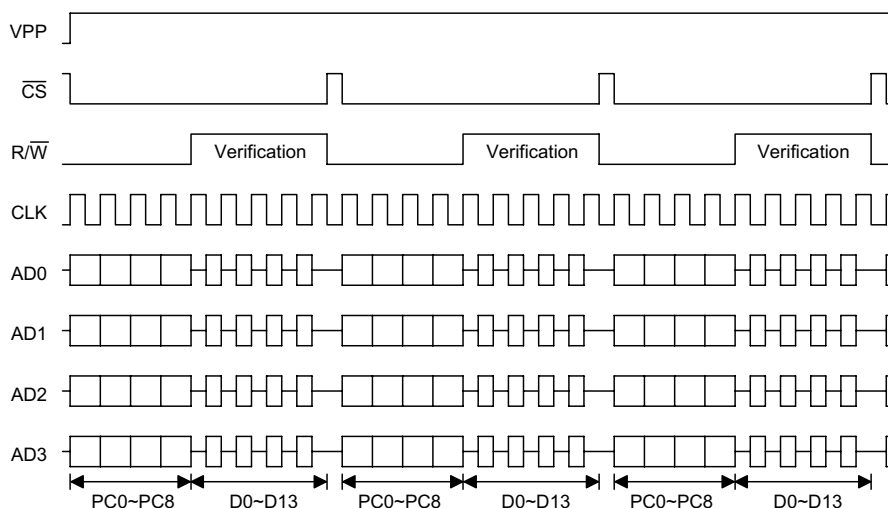 VPP
C̅S̅
R/W̅ Verification Verification Verification
CLK
AD0
AD1
AD2
AD3
PC0~PC8 D0~D13 PC0~PC8 D0~D13 PC0~PC8 D0~D13